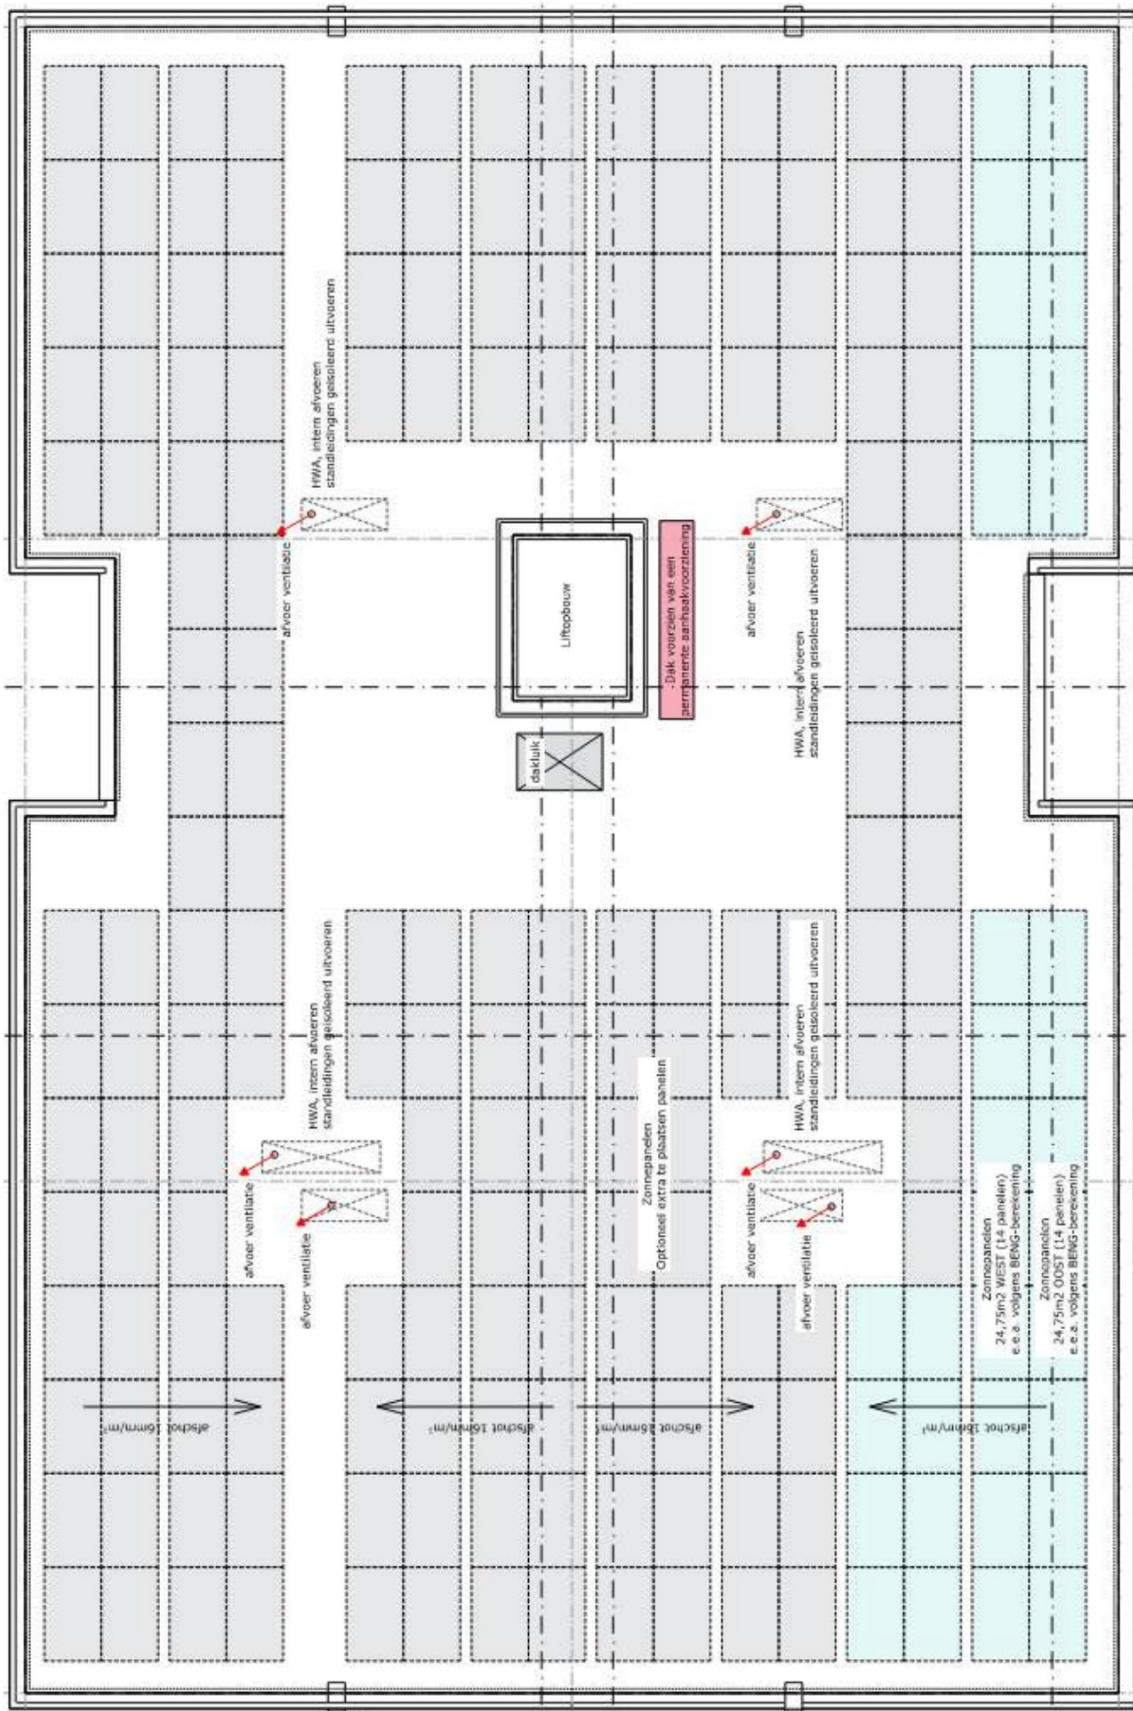 HWA, intern afvoeren
standleidingen geïsoleerd uitvoeren
afvoer ventilatie
Liftopbouw
Dak voorzien van een
permanente aanhaakvoorziening
afvoer ventilatie
HWA, intern afvoeren
standleidingen geïsoleerd uitvoeren
dakluik
HWA, intern afvoeren
standleidingen geïsoleerd uitvoeren
afvoer ventilatie
afvoer ventilatie
Zonnepanelen
Optioneel extra te plaatsen panelen
HWA, intern afvoeren
standleidingen geïsoleerd uitvoeren
afvoer ventilatie
afvoer ventilatie
Zonnepanelen
24,75m2 WEST (14 panelen)
e.e.a. volgens BENG-berekening
Zonnepanelen
24,75m2 OOST (14 panelen)
e.e.a. volgens BENG-berekening
afschot 16mm/m¹
afschot 16mm/m¹
afschot 16mm/m¹
afschot 16mm/m¹